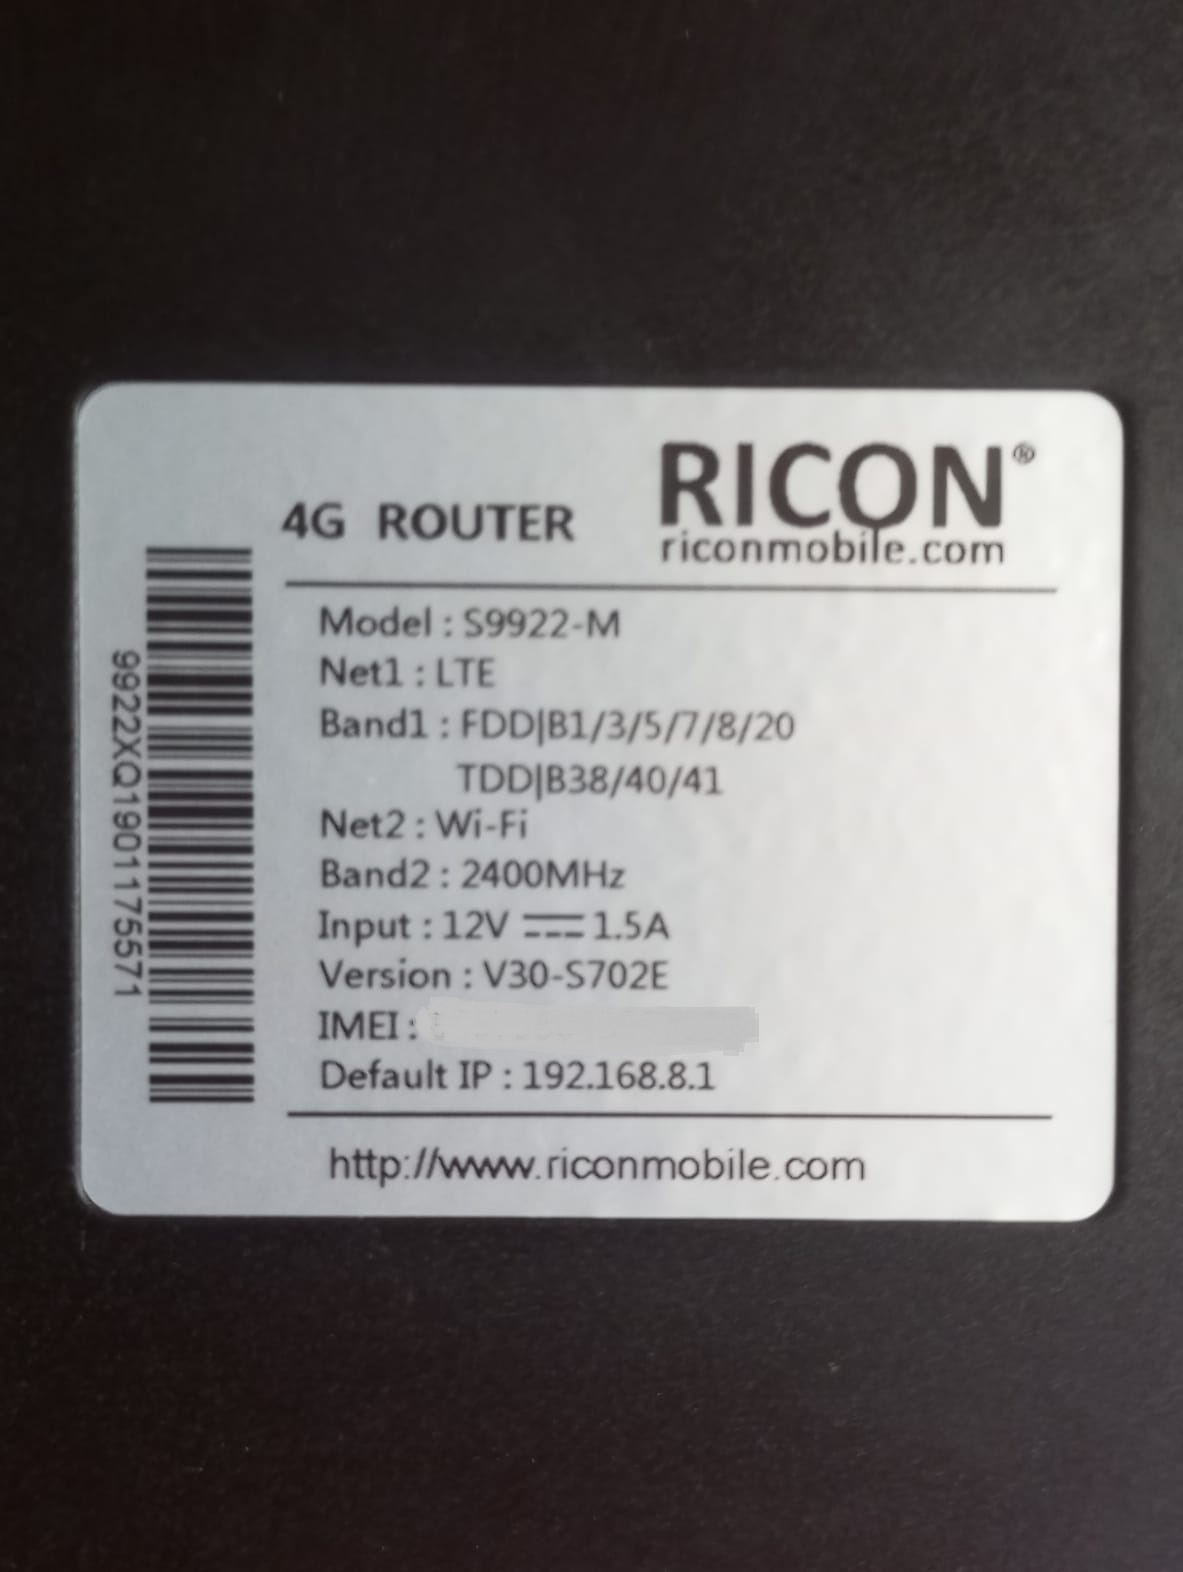 RICON®
riconmobile.com
4G ROUTER
Model : S9922-M
Net1 : LTE
Band1 : FDD|B1/3/5/7/8/20
TDD|B38/40/41
Net2 : Wi-Fi
Band2 : 2400MHz
Input : 12V ⎓ 1.5A
Version : V30-S702E
IMEI :
Default IP : 192.168.8.1
http://www.riconmobile.com
9922XQ1901175571